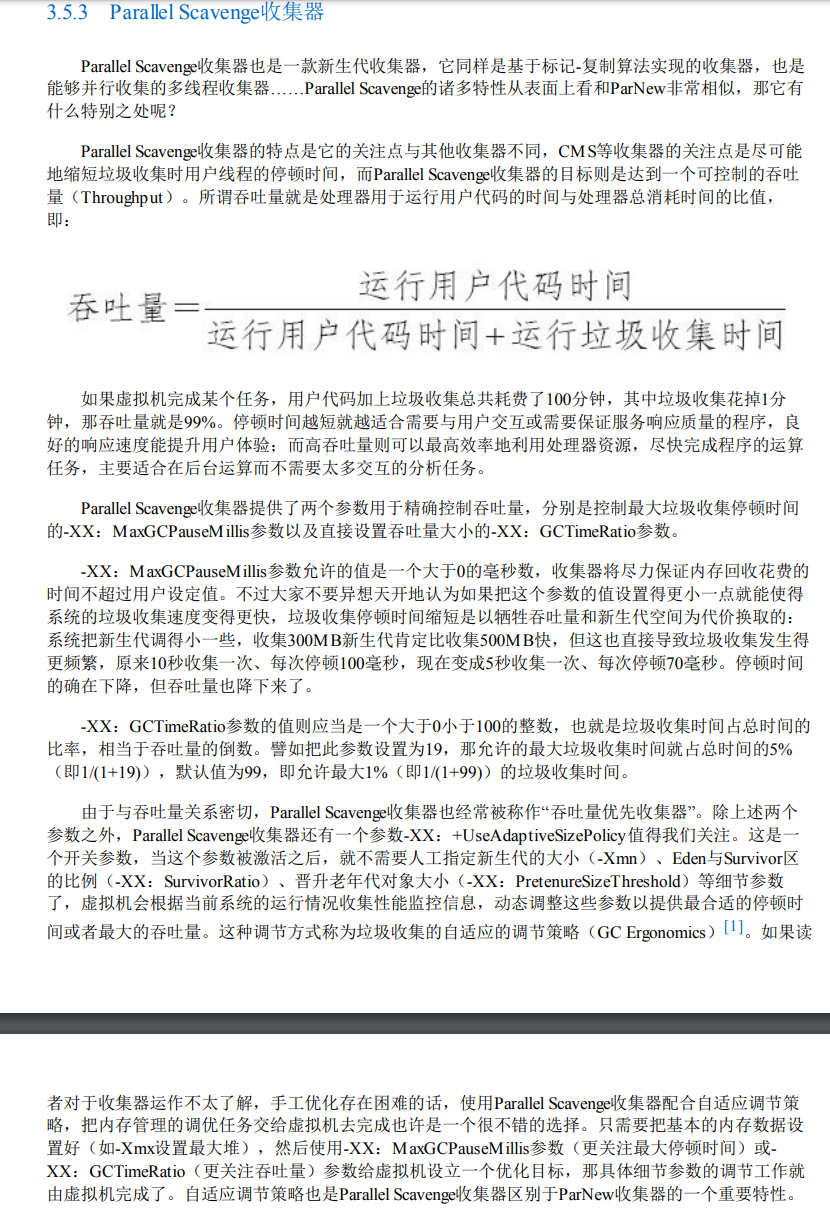 3.5.3 Parallel Scavenge收集器
Parallel Scavenge收集器也是一款新生代收集器，它同样是基于标记-复制算法实现的收集器，也是
能够并行收集的多线程收集器……Parallel Scavenge的诸多特性从表面上看和ParNew非常相似，那它有
什么特别之处呢？
Parallel Scavenge收集器的特点是它的关注点与其他收集器不同，CMS等收集器的关注点是尽可能
地缩短垃圾收集时用户线程的停顿时间，而Parallel Scavenge收集器的目标则是达到一个可控制的吞吐
量（Throughput）。所谓吞吐量就是处理器用于运行用户代码的时间与处理器总消耗时间的比值，
即：
运行用户代码时间
吞吐量=
运行用户代码时间+运行垃圾收集时间
如果虚拟机完成某个任务，用户代码加上垃圾收集总共耗费了100分钟，其中垃圾收集花掉1分
钟，那吞吐量就是99%。停顿时间越短就越适合需要与用户交互或需要保证服务响应质量的程序，良
好的响应速度能提升用户体验；而高吞吐量则可以最高效率地利用处理器资源，尽快完成程序的运算
任务，主要适合在后台运算而不需要太多交互的分析任务。
Parallel Scavenge收集器提供了两个参数用于精确控制吞吐量，分别是控制最大垃圾收集停顿时间
的-XX：MaxGCPauseMillis参数以及直接设置吞吐量大小的-XX：GCTimeRatio参数。
-XX：MaxGCPauseMillis参数允许的值是一个大于0的毫秒数，收集器将尽力保证内存回收花费的
时间不超过用户设定值。不过大家不要异想天开地认为如果把这个参数的值设置得更小一点就能使得
系统的垃圾收集速度变得更快，垃圾收集停顿时间缩短是以牺牲吞吐量和新生代空间为代价换取的：
系统把新生代调得小一些，收集300MB新生代肯定比收集500MB快，但这也直接导致垃圾收集发生得
更频繁，原来10秒收集一次、每次停顿100毫秒，现在变成5秒收集一次、每次停顿70毫秒。停顿时间
的确在下降，但吞吐量也降下来了。
-XX：GCTimeRatio参数的值则应当是一个大于0小于100的整数，也就是垃圾收集时间占总时间的
比率，相当于吞吐量的倒数。譬如把此参数设置为19，那允许的最大垃圾收集时间就占总时间的5%
（即1/(1+19)），默认值为99，即允许最大1%（即1/(1+99)）的垃圾收集时间。
由于与吞吐量关系密切，Parallel Scavenge收集器也经常被称作“吞吐量优先收集器”。除上述两个
参数之外，Parallel Scavenge收集器还有一个参数-XX：+UseAdaptiveSizePolicy值得我们关注。这是一
个开关参数，当这个参数被激活之后，就不需要人工指定新生代的大小（-Xmn）、Eden与Survivor区
的比例（-XX：SurvivorRatio）、晋升老年代对象大小（-XX：PretenureSizeThreshold）等细节参数
了，虚拟机会根据当前系统的运行情况收集性能监控信息，动态调整这些参数以提供最合适的停顿时
间或者最大的吞吐量。这种调节方式称为垃圾收集的自适应的调节策略（GC Ergonomics）[1]。如果读
者对于收集器运作不太了解，手工优化存在困难的话，使用Parallel Scavenge收集器配合自适应调节策
略，把内存管理的调优任务交给虚拟机去完成也许是一个很不错的选择。只需要把基本的内存数据设
置好（如-Xmx设置最大堆），然后使用-XX：MaxGCPauseMillis参数（更关注最大停顿时间）或-
XX：GCTimeRatio（更关注吞吐量）参数给虚拟机设立一个优化目标，那具体细节参数的调节工作就
由虚拟机完成了。自适应调节策略也是Parallel Scavenge收集器区别于ParNew收集器的一个重要特性。